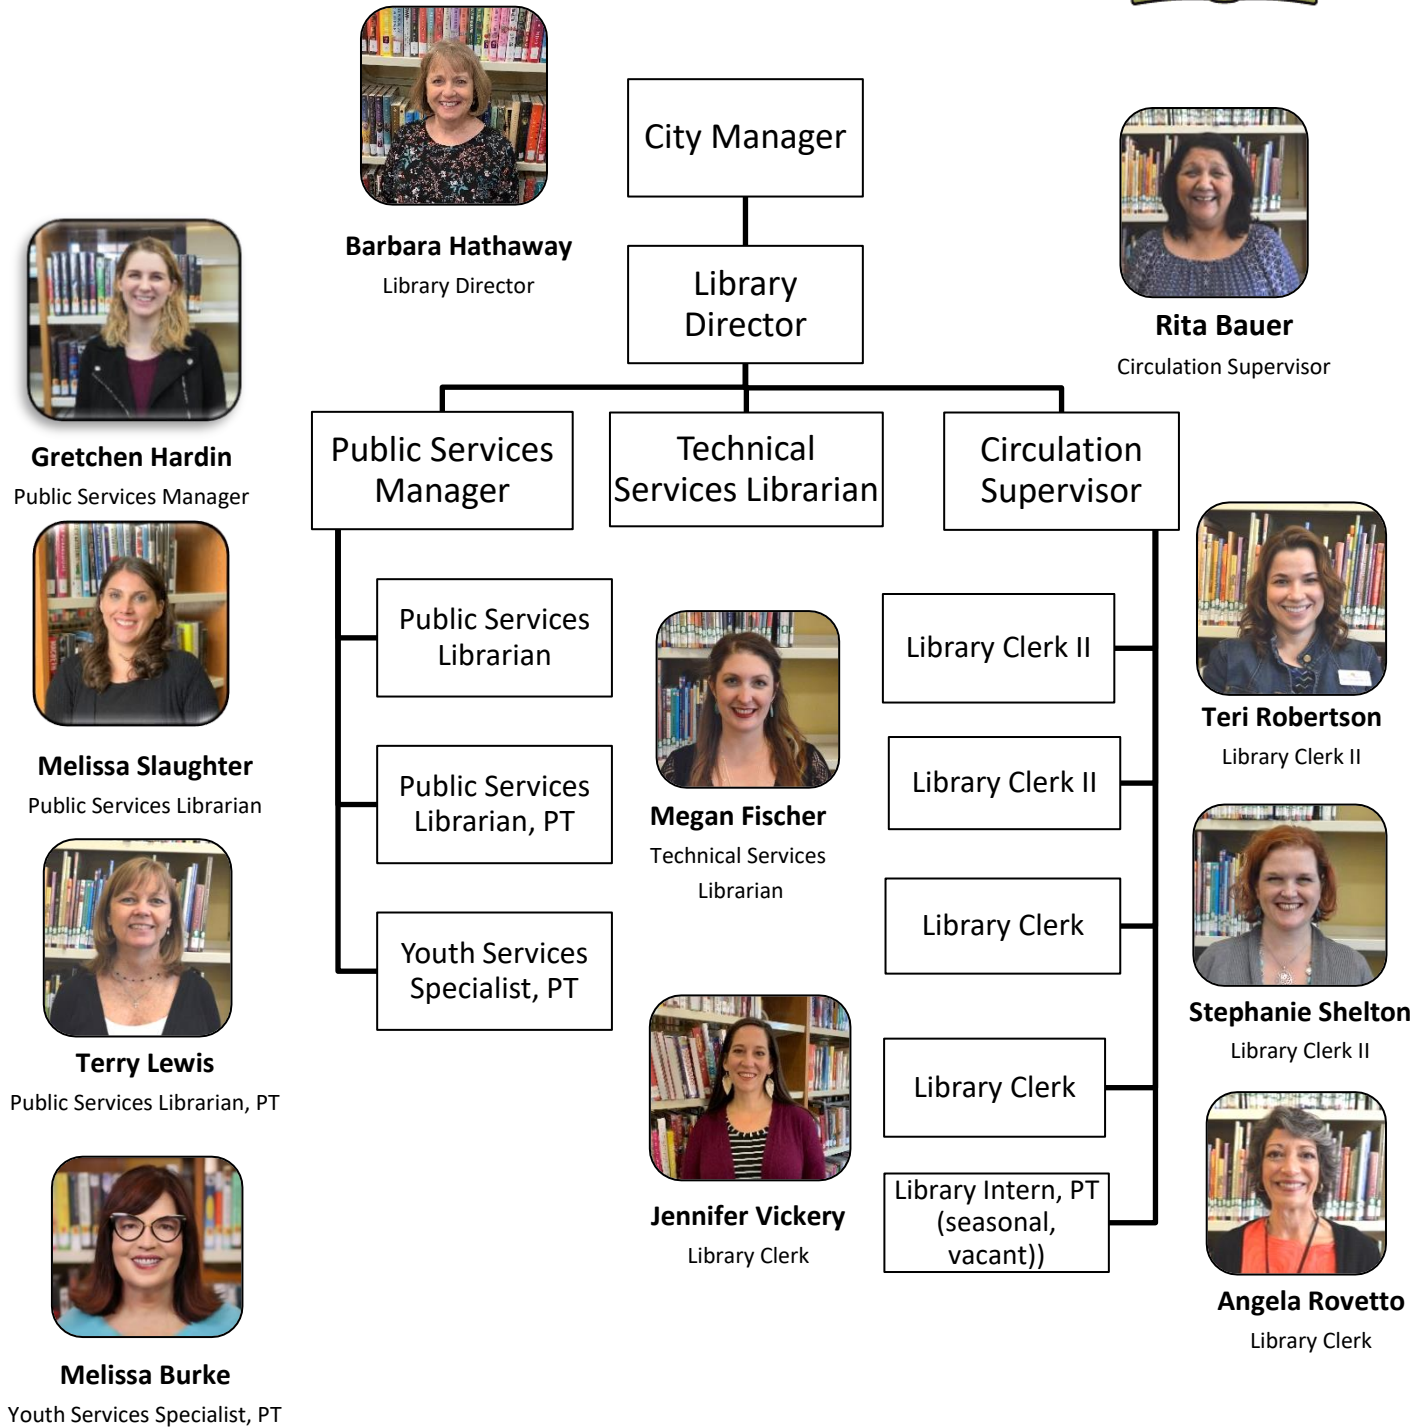 City Manager
Barbara Hathaway
Library Director
Library
Director
Rita Bauer
Circulation Supervisor
Gretchen Hardin
Public Services Manager
Public Services
Manager
Technical
Services Librarian
Circulation
Supervisor
Melissa Slaughter
Public Services Librarian
Terry Lewis
Public Services Librarian, PT
Melissa Burke
Youth Services Specialist, PT
Public Services
Librarian
Public Services
Librarian, PT
Youth Services
Specialist, PT
Megan Fischer
Technical Services
Librarian
Jennifer Vickery
Library Clerk
Library Clerk II
Library Clerk II
Library Clerk
Library Clerk
Library Intern, PT
(seasonal,
vacant))
Teri Robertson
Library Clerk II
Stephanie Shelton
Library Clerk II
Angela Rovetto
Library Clerk